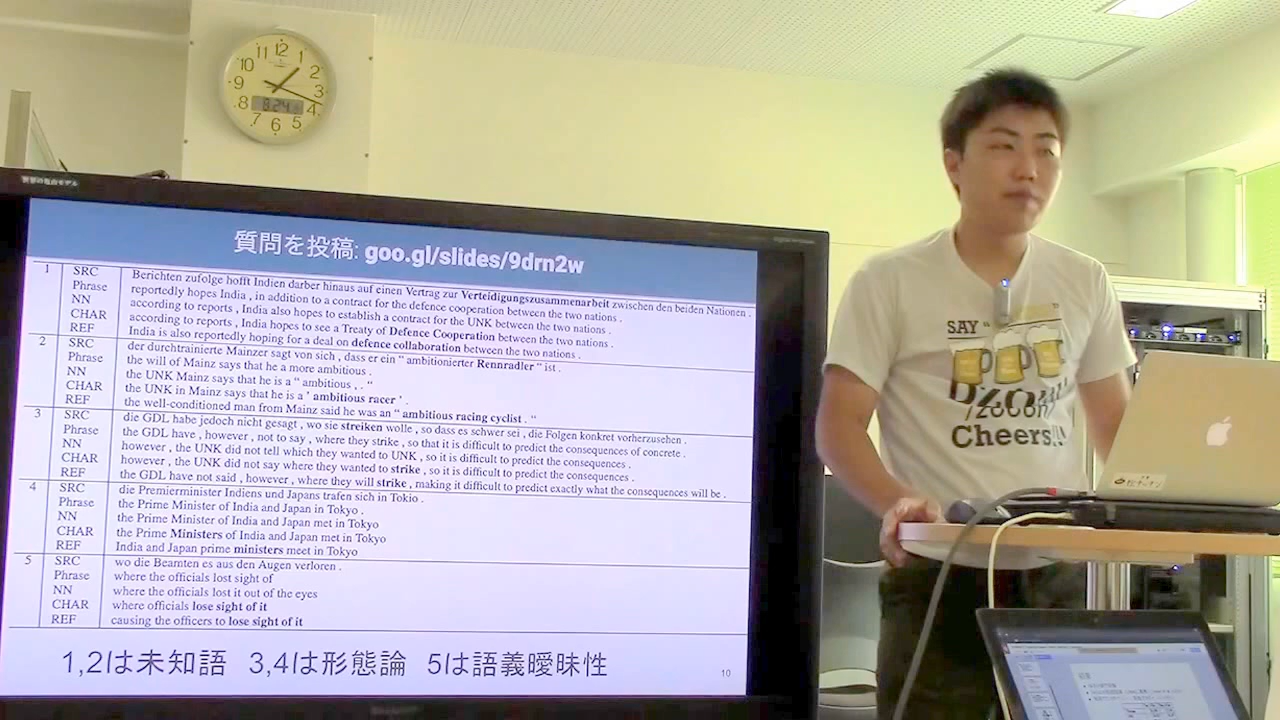 11 12 1
10 2
9 3
8 4
7 6 5
8.24
質問を投稿: goo.gl/slides/9drn2w
1 SRC Berichten zufolge hofft Indien darber hinaus auf einen Vertrag zur Verteidigungszusammenarbeit zwischen den beiden Nationen .
Phrase reportedly hopes India , in addition to a contract for the defence cooperation between the two nations .
NN according to reports , India also hopes to establish a contract for the UNK between the two nations .
CHAR according to reports , India hopes to see a Treaty of Defence Cooperation between the two nations .
REF India is also reportedly hoping for a deal on defence collaboration between the two nations .
2 SRC der durchtrainierte Mainzer sagt von sich , dass er ein “ ambitionierter Rennradler “ ist .
Phrase the will of Mainz says that he a more ambitious .
NN the UNK Mainz says that he is a “ ambitious , . “
CHAR the UNK in Mainz says that he is a ' ambitious racer ' .
REF the well-conditioned man from Mainz said he was an “ ambitious racing cyclist . “
3 SRC die GDL habe jedoch nicht gesagt , wo sie streiken wolle , so dass es schwer sei , die Folgen konkret vorherzusehen .
Phrase the GDL have , however , not to say , where they strike , so that it is difficult to predict the consequences of concrete .
NN however , the UNK did not tell which they wanted to UNK , so it is difficult to predict the consequences .
CHAR however , the UNK did not say where they wanted to strike , so it is difficult to predict the consequences .
REF the GDL have not said , however , where they will strike , making it difficult to predict exactly what the consequences will be .
4 SRC die Premierminister Indiens und Japans trafen sich in Tokio .
Phrase the Prime Minister of India and Japan in Tokyo .
NN the Prime Minister of India and Japan met in Tokyo
CHAR the Prime Ministers of India and Japan met in Tokyo
REF India and Japan prime ministers meet in Tokyo
5 SRC wo die Beamten es aus den Augen verloren .
Phrase where the officials lost sight of
NN where the officials lost it out of the eyes
CHAR where officials lose sight of it
REF causing the officers to lose sight of it
1,2は未知語 3,4は形態論 5は語義曖昧性
10
SAY “
Cheers!!!